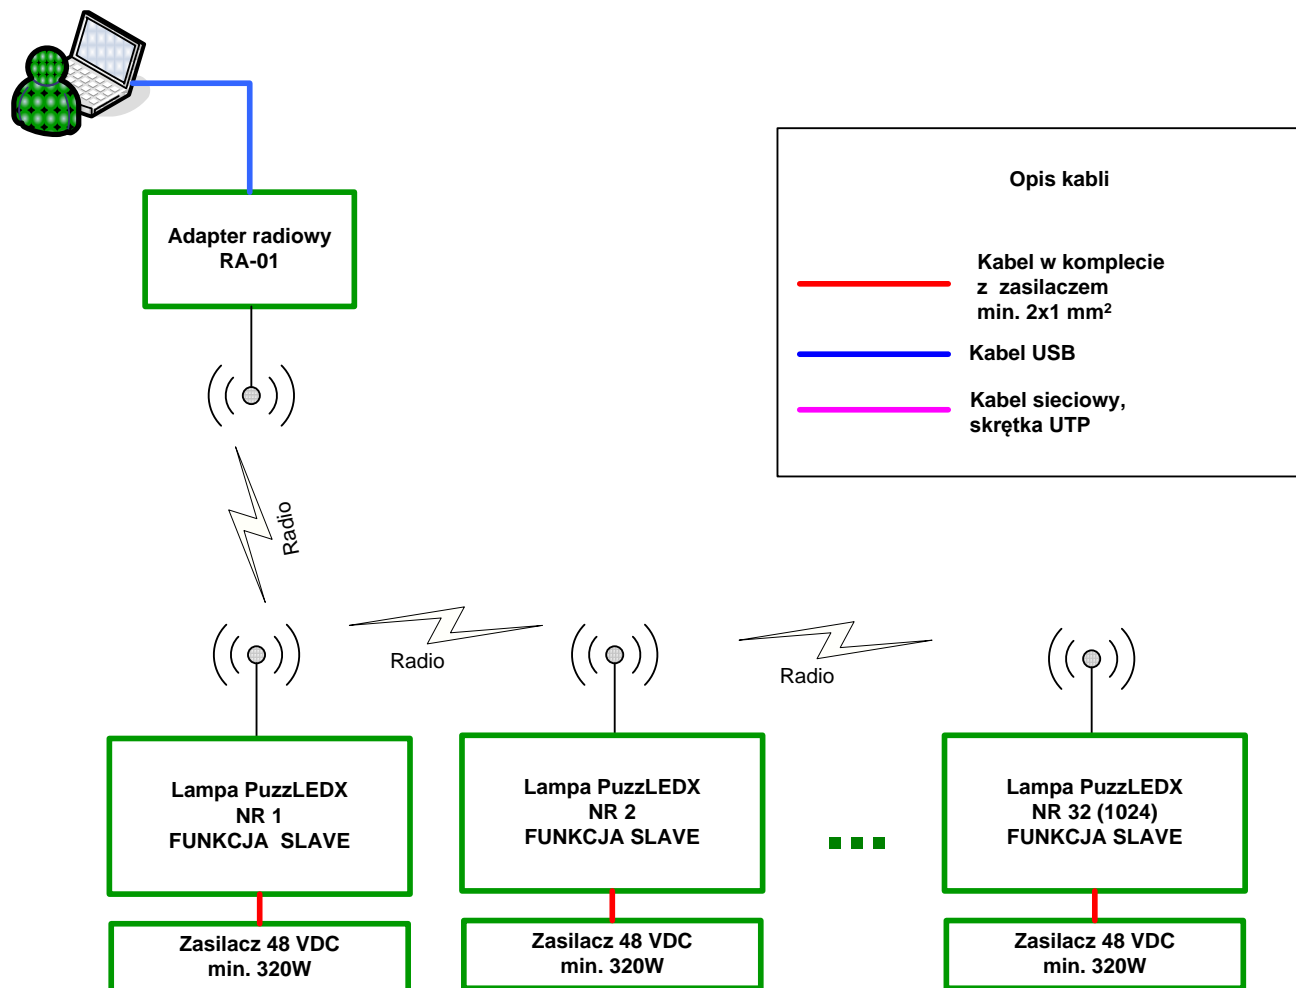 Opis kabli
Adapter radiowy
RA-01
Kabel w komplecie
z zasilaczem
min. 2x1 mm²
Kabel USB
Kabel sieciowy,
skrętka UTP
Radio
Radio
Radio
Lampa PuzzLEDX
NR 1
FUNKCJA SLAVE
Lampa PuzzLEDX
NR 2
FUNKCJA SLAVE
Lampa PuzzLEDX
NR 32 (1024)
FUNKCJA SLAVE
Zasilacz 48 VDC
min. 320W
Zasilacz 48 VDC
min. 320W
Zasilacz 48 VDC
min. 320W